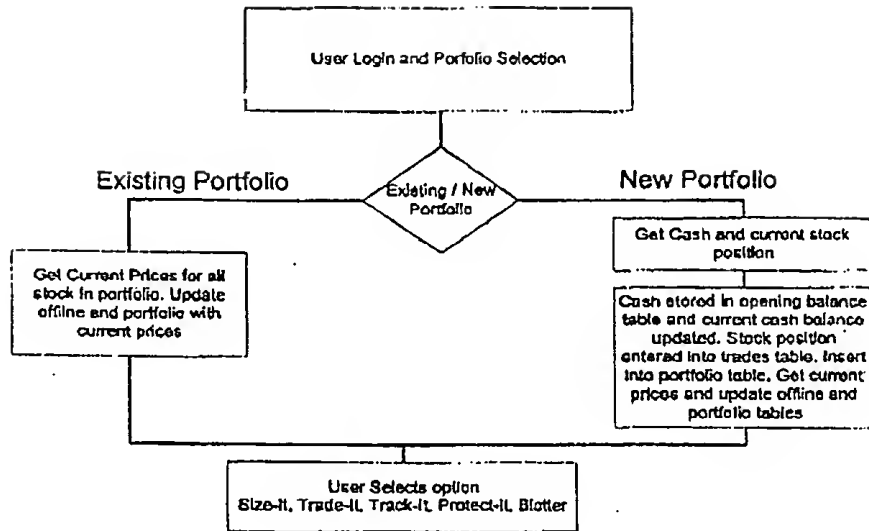 User Login and Porfolio Selection
Existing Portfolio
Existing / New
Portfolio
New Portfolio
Get Current Prices for all
stock in portfolio. Update
offline and portfolio with
current prices
Get Cash and current stock
position
Cash stored in opening balance
table and current cash balance
updated. Stock position
entered into trades table. Insert
into portfolio table. Get current
prices and update offline and
portfolio tables
User Selects option
Size-It, Trade-It, Track-It, Protect-It, Blotter